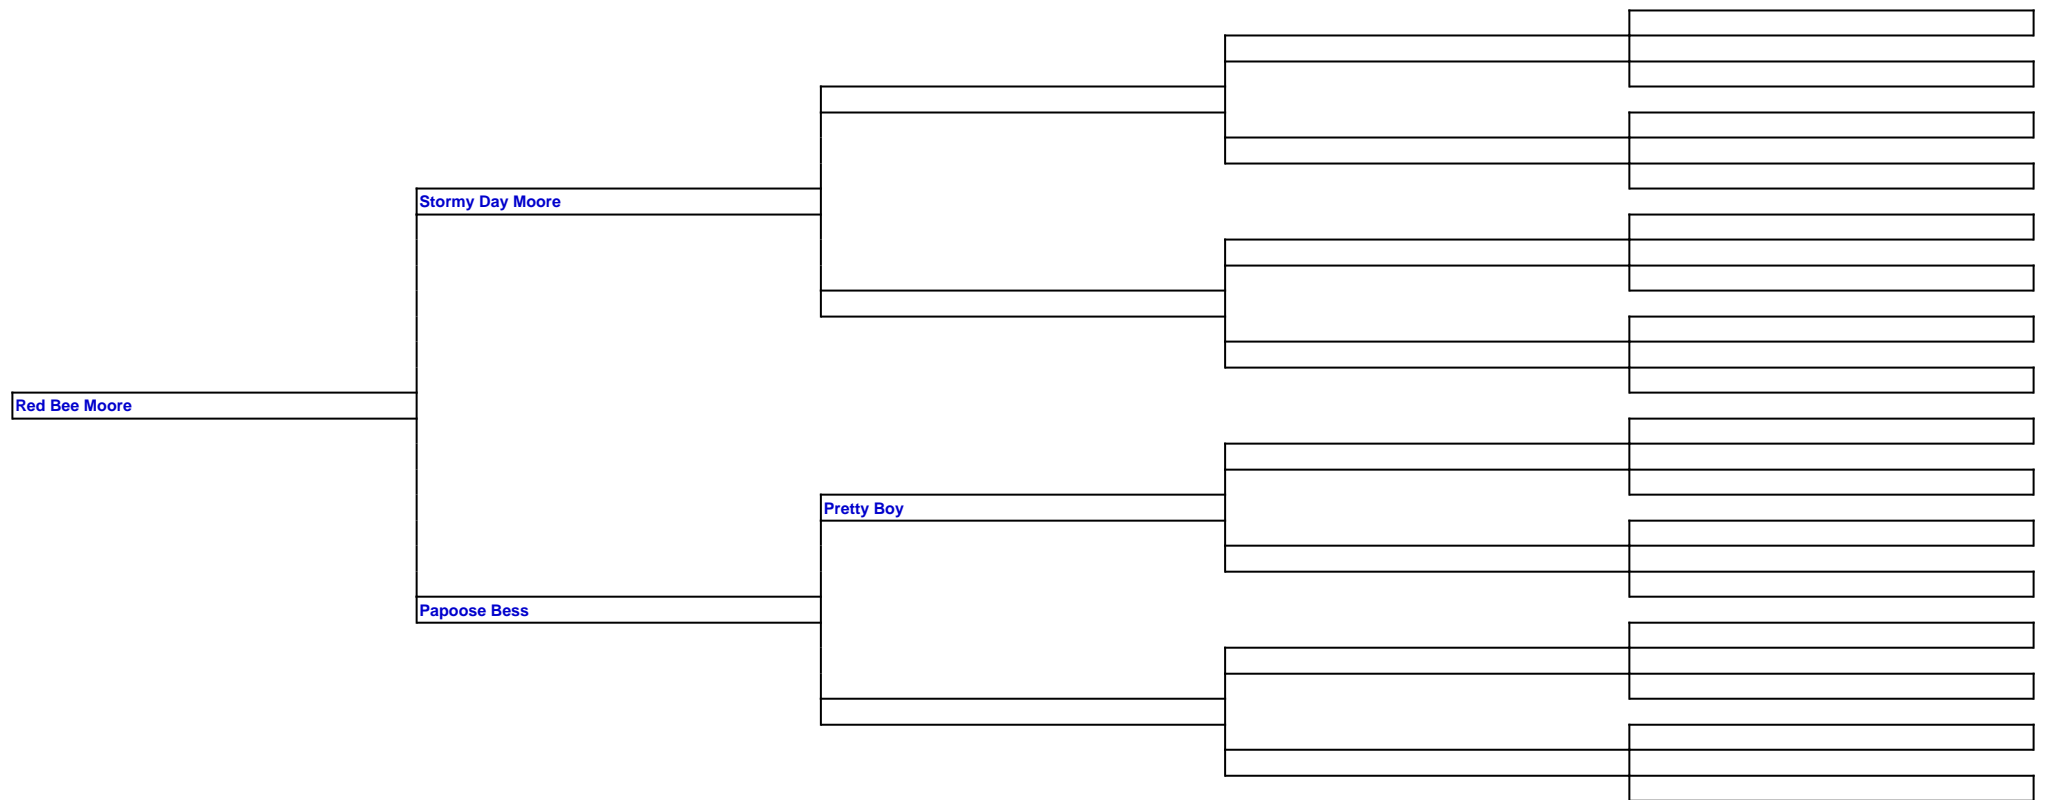 Stormy Day Moore
Red Bee Moore
Pretty Boy
Papoose Bess